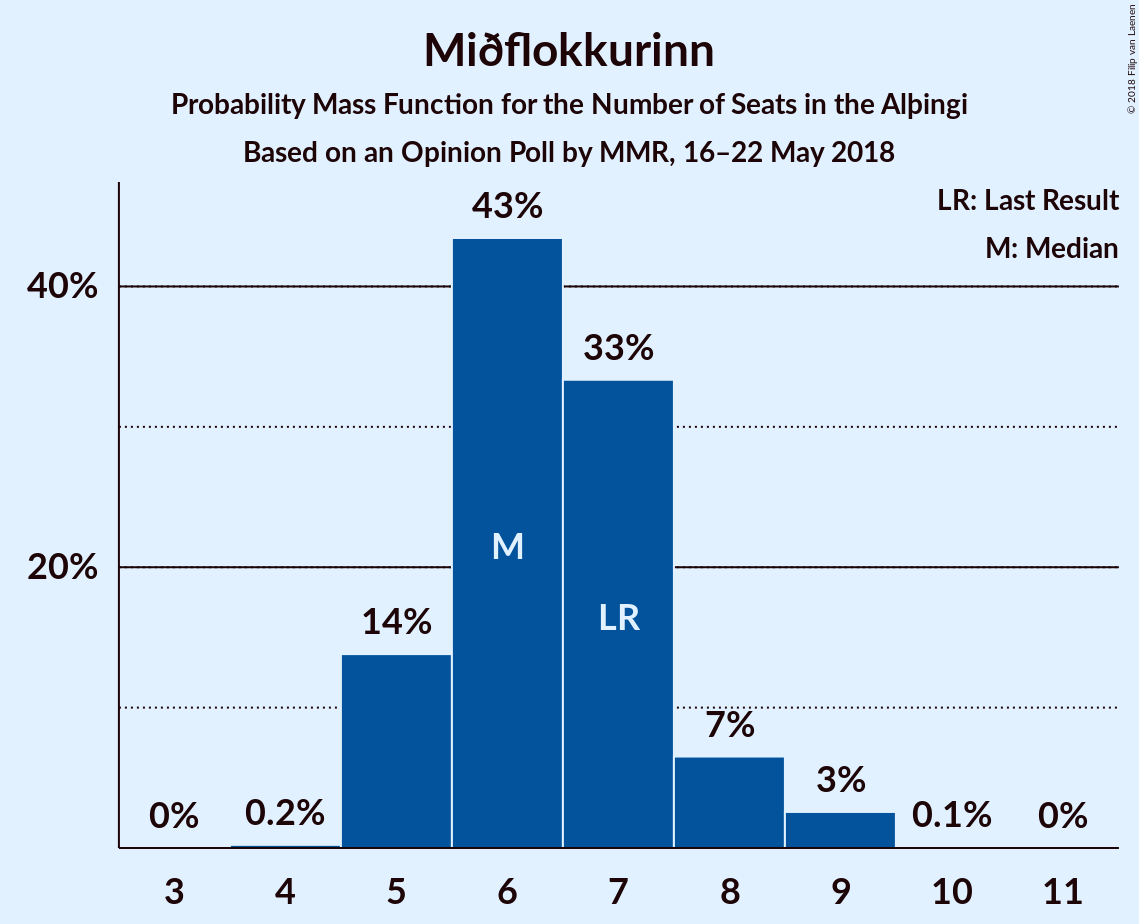 Miðflokkurinn
Probability Mass Function for the Number of Seats in the Alþingi
Based on an Opinion Poll by MMR, 16–22 May 2018
© 2018 Filip van Laenen
LR: Last Result
M: Median
40%
20%
0%
0.2%
14%
43%
33%
7%
3%
0.1%
0%
M
LR
3 4 5 6 7 8 9 10 11